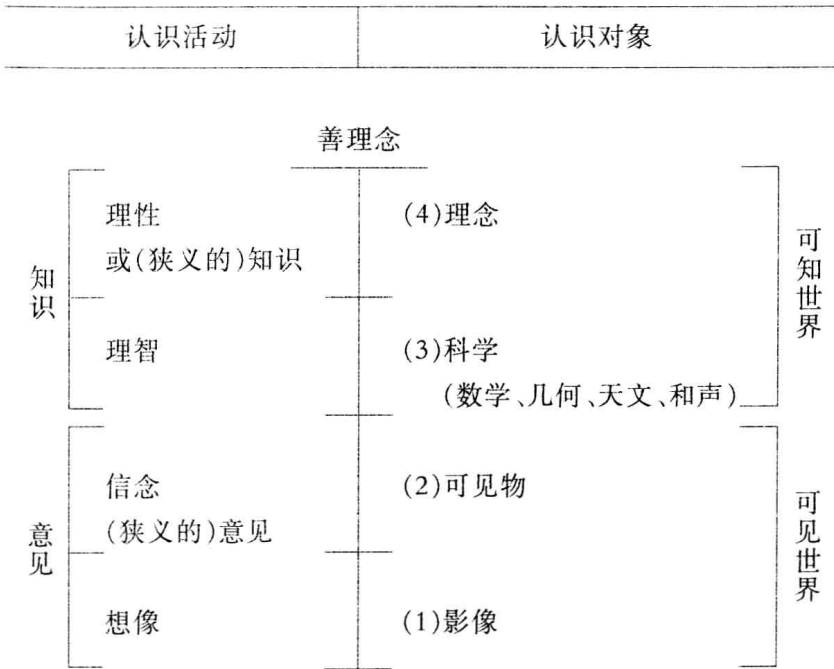 认识活动 认识对象
善理念
理性 (4)理念
或(狭义的)知识
知识
可知世界
理智 (3)科学
(数学、几何、天文、和声)
信念 (2)可见物
(狭义的)意见
意见
可见世界
想像 (1)影像